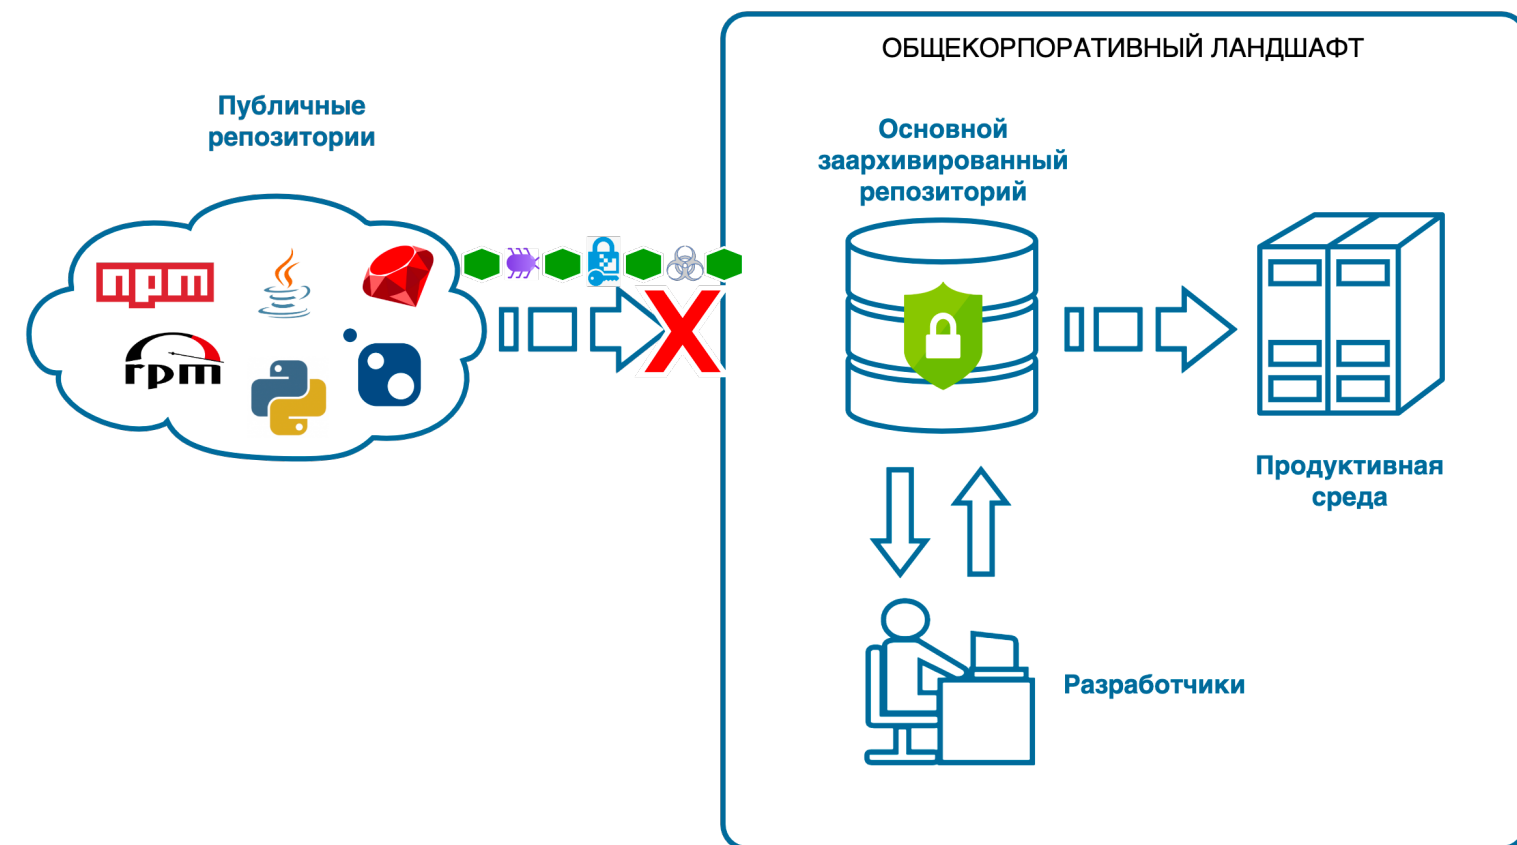 ОБЩЕКОРПОРАТИВНЫЙ ЛАНДШАФТ
Публичные
репозитории
Основной
заархивированный
репозиторий
npm
rpm
Продуктивная
среда
Разработчики